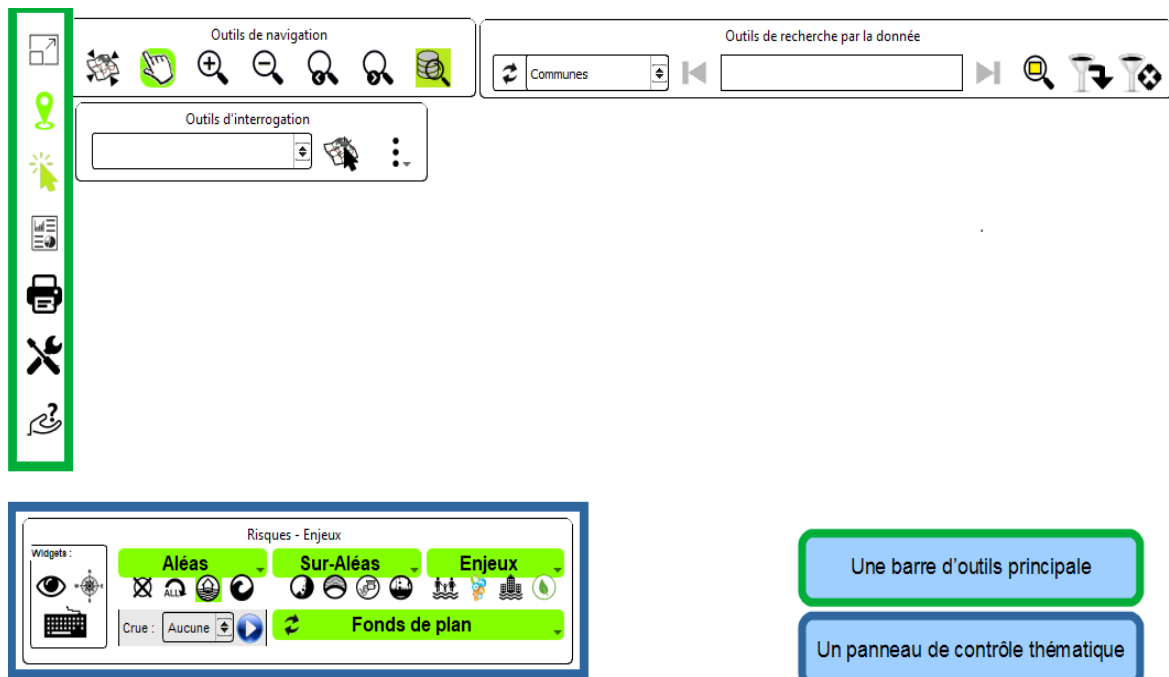 Outils de navigation
Outils de recherche par la donnée
Communes
Outils d'interrogation
Risques - Enjeux
Widgets :
Aléas
Sur-Aléas
Enjeux
ALLV
Crue :
Aucune
Fonds de plan
Une barre d'outils principale
Un panneau de contrôle thématique